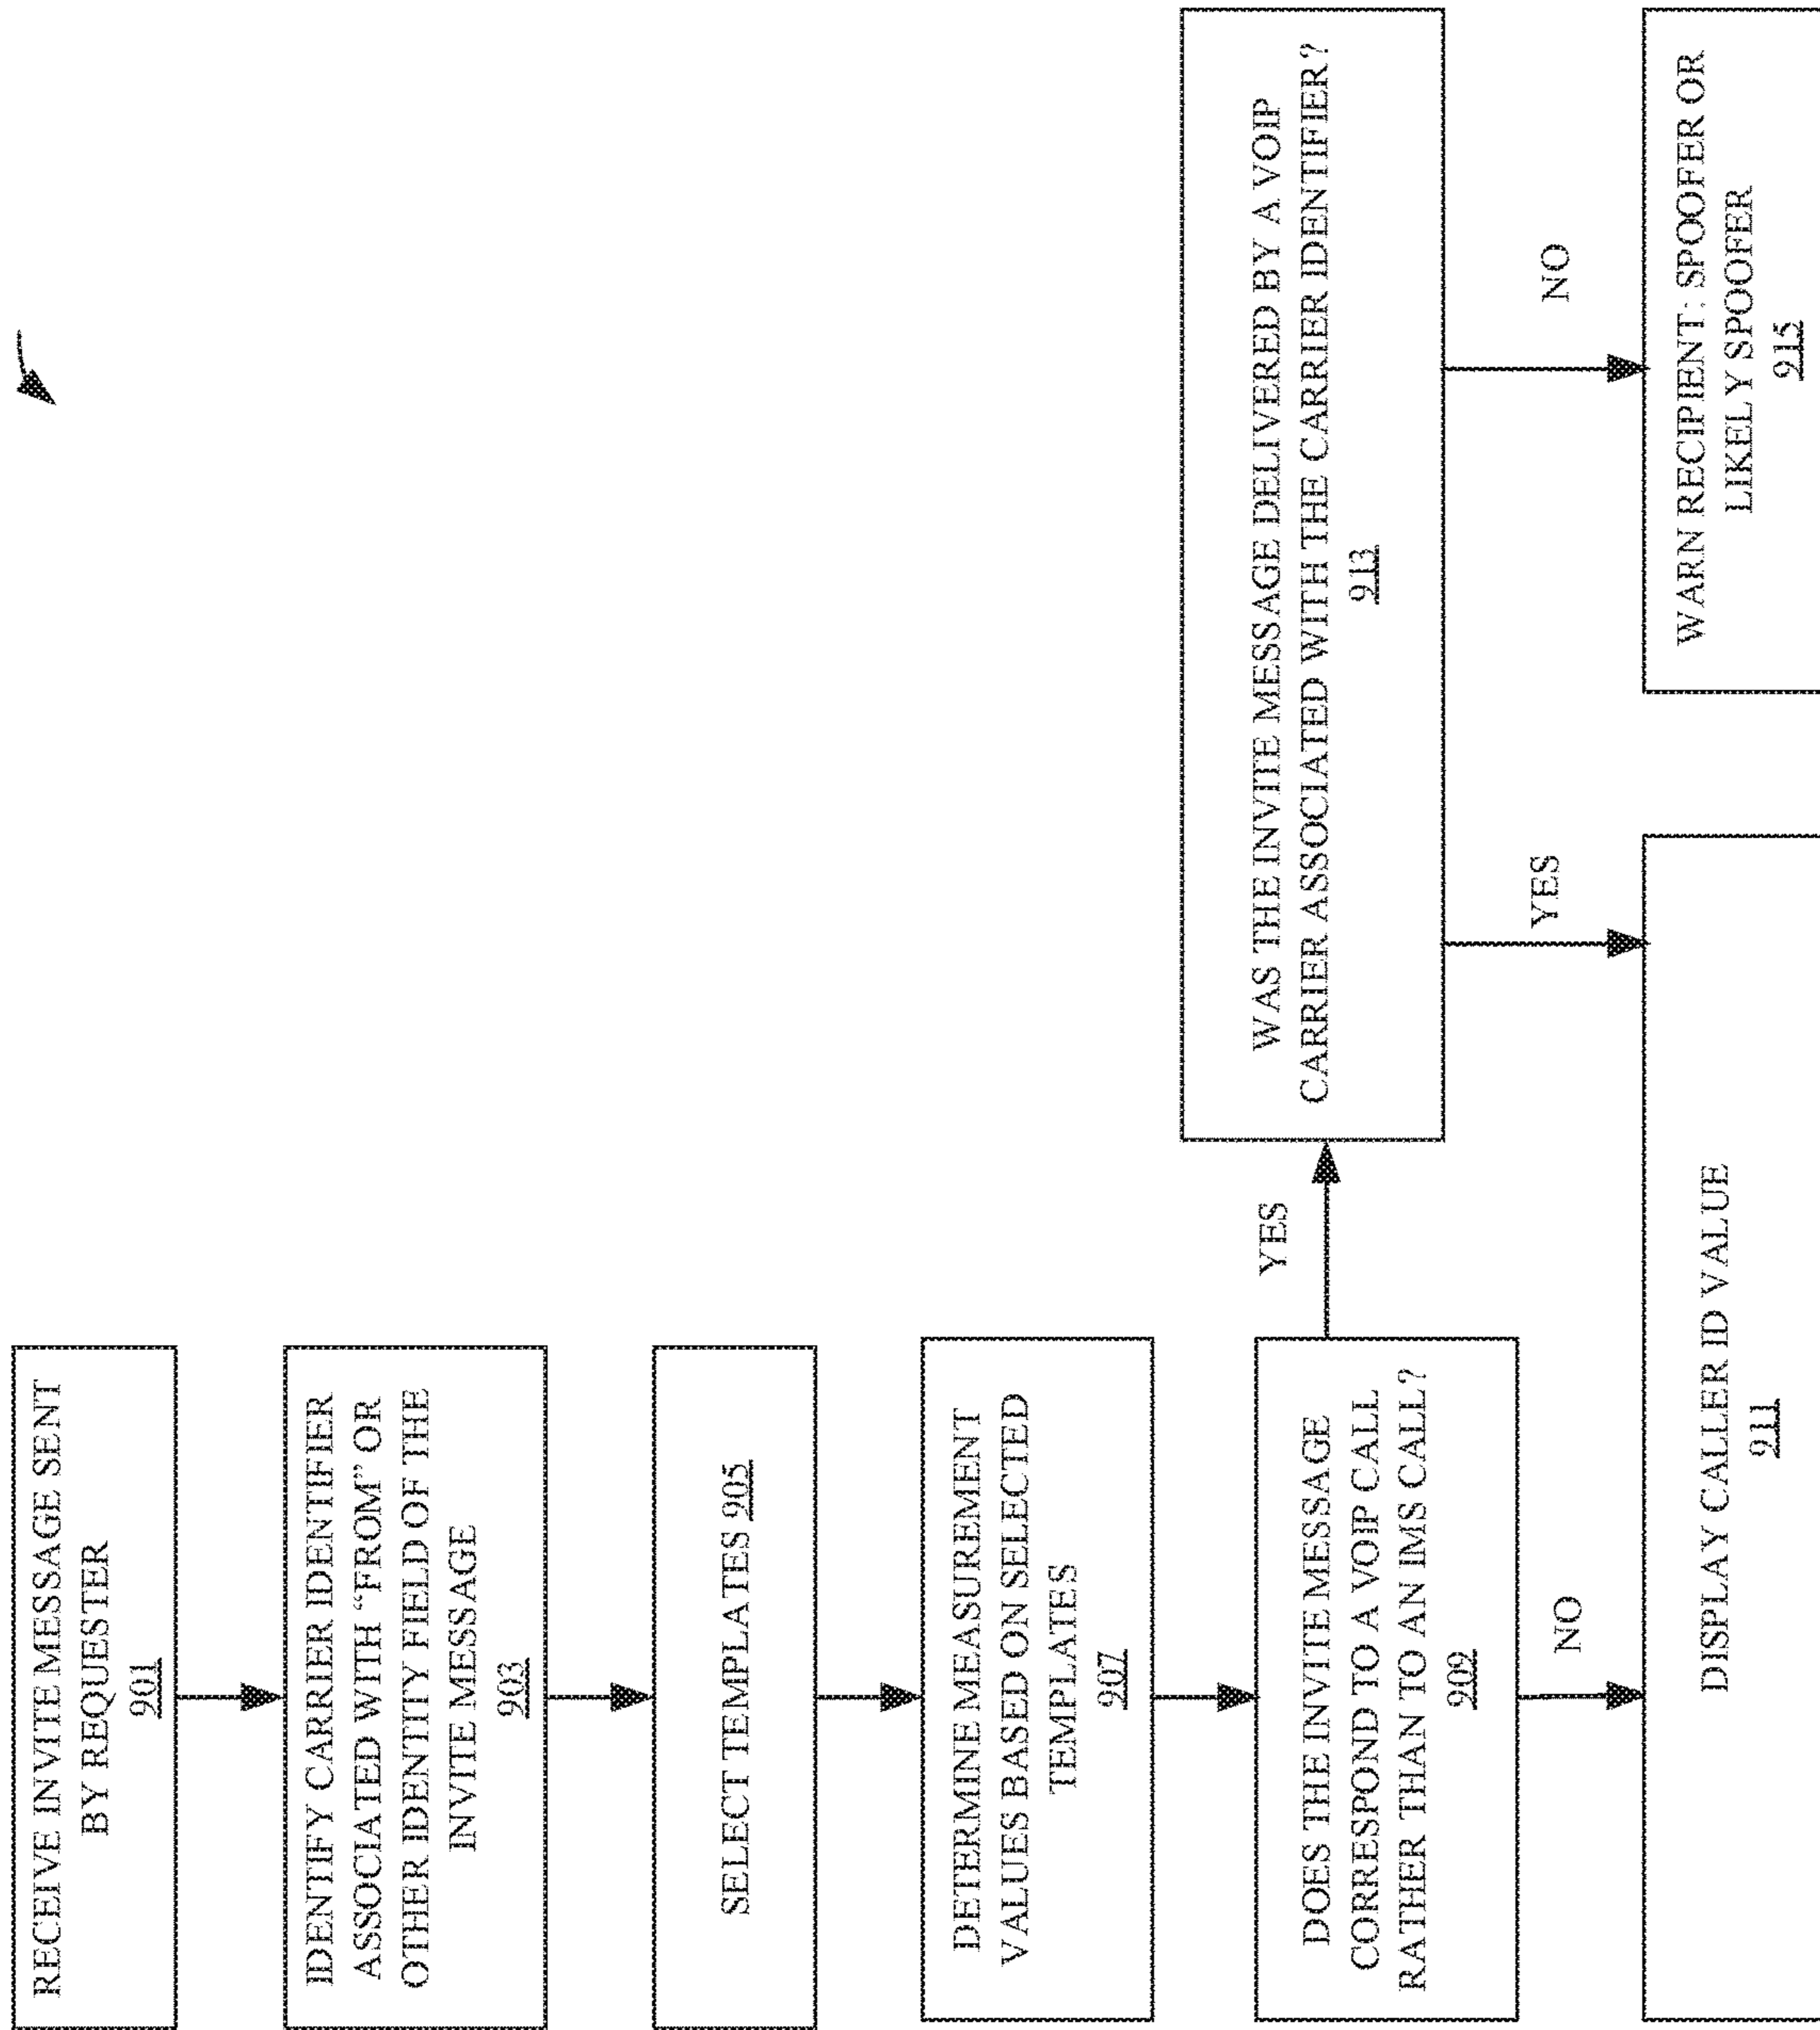 RECEIVE INVITE MESSAGE SENT
BY REQUESTER
901
IDENTIFY CARRIER IDENTIFIER
ASSOCIATED WITH “FROM” OR
OTHER IDENTITY FIELD OF THE
INVITE MESSAGE
903
SELECT TEMPLATES 905
DETERMINE MEASUREMENT
VALUES BASED ON SELECTED
TEMPLATES
907
DOES THE INVITE MESSAGE
CORRESPOND TO A VOIP CALL
RATHER THAN TO AN IMS CALL?
909
YES
NO
WAS THE INVITE MESSAGE DELIVERED BY A VOIP
CARRIER ASSOCIATED WITH THE CARRIER IDENTIFIER?
913
YES
NO
DISPLAY CALLER ID VALUE
911
WARN RECIPIENT: SPOOFER OR
LIKELY SPOOFER
915